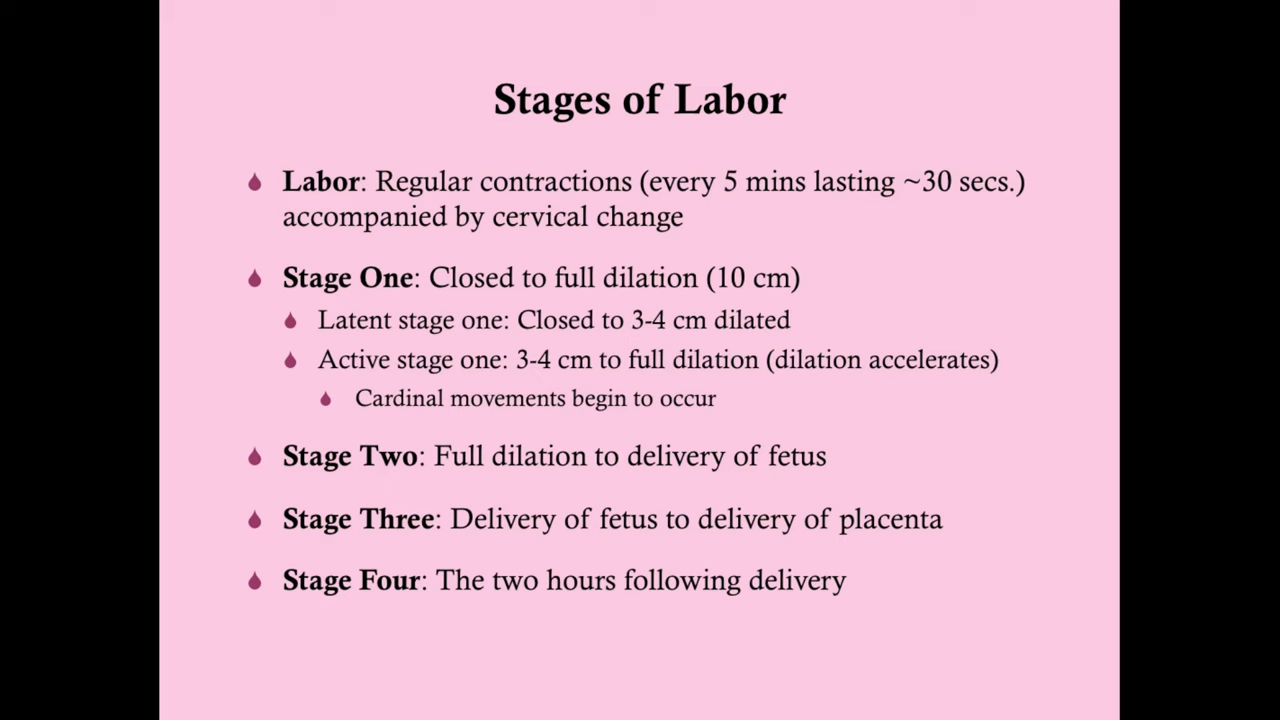 Stages of Labor
Labor: Regular contractions (every 5 mins lasting ~30 secs.)
accompanied by cervical change
Stage One: Closed to full dilation (10 cm)
Latent stage one: Closed to 3-4 cm dilated
Active stage one: 3-4 cm to full dilation (dilation accelerates)
Cardinal movements begin to occur
Stage Two: Full dilation to delivery of fetus
Stage Three: Delivery of fetus to delivery of placenta
Stage Four: The two hours following delivery